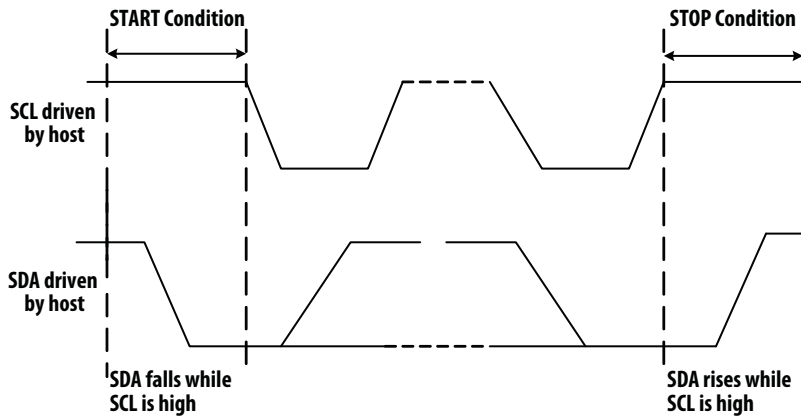 START Condition
STOP Condition
SCL driven
by host
SDA driven
by host
SDA falls while
SCL is high
SDA rises while
SCL is high